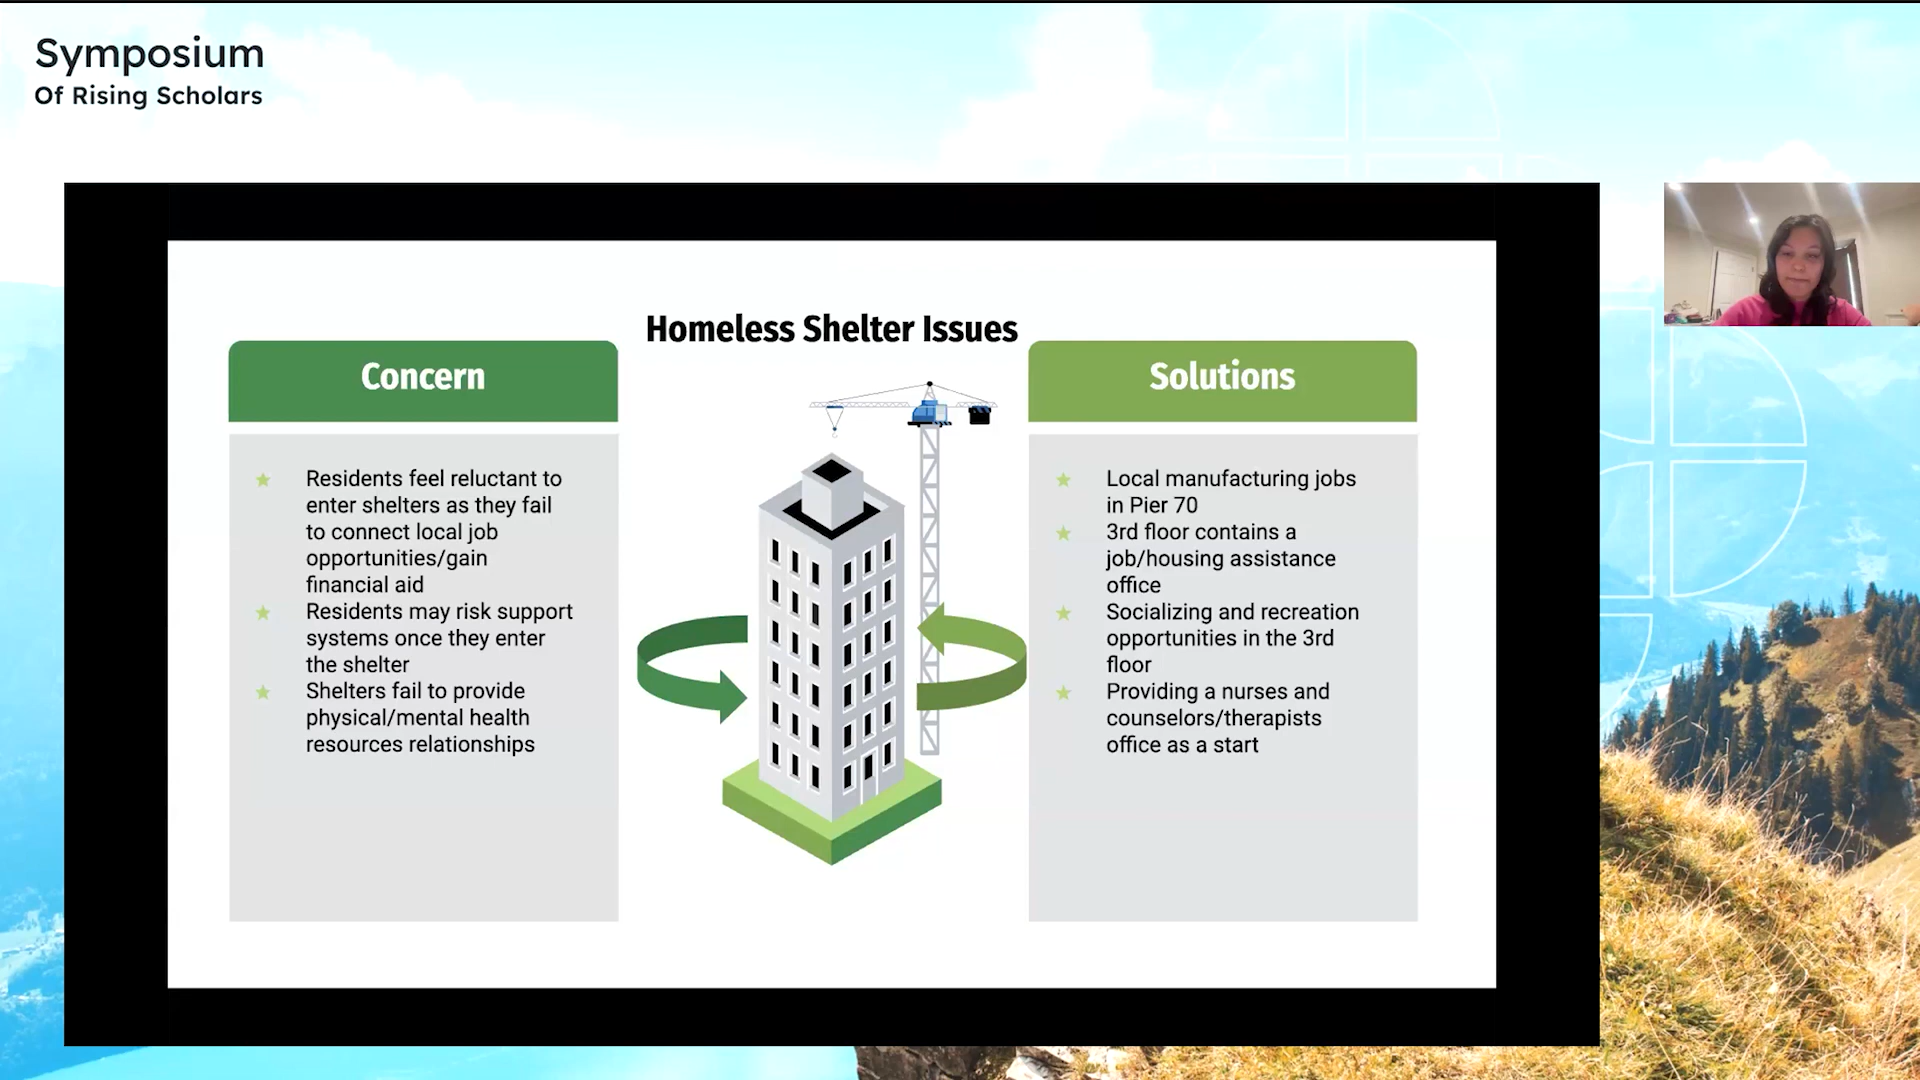 Symposium
Of Rising Scholars
Homeless Shelter Issues
Concern
Residents feel reluctant to
enter shelters as they fail
to connect local job
opportunities/gain
financial aid
Residents may risk support
systems once they enter
the shelter
Shelters fail to provide
physical/mental health
resources relationships
Solutions
Local manufacturing jobs
in Pier 70
3rd floor contains a
job/housing assistance
office
Socializing and recreation
opportunities in the 3rd
floor
Providing a nurses and
counselors/therapists
office as a start